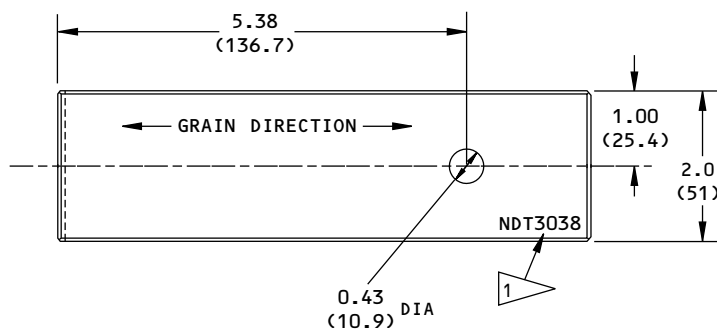 5.38
(136.7)
GRAIN DIRECTION
1.00
(25.4)
2.0
(51)
NDT3038
1
0.43 DIA
(10.9)